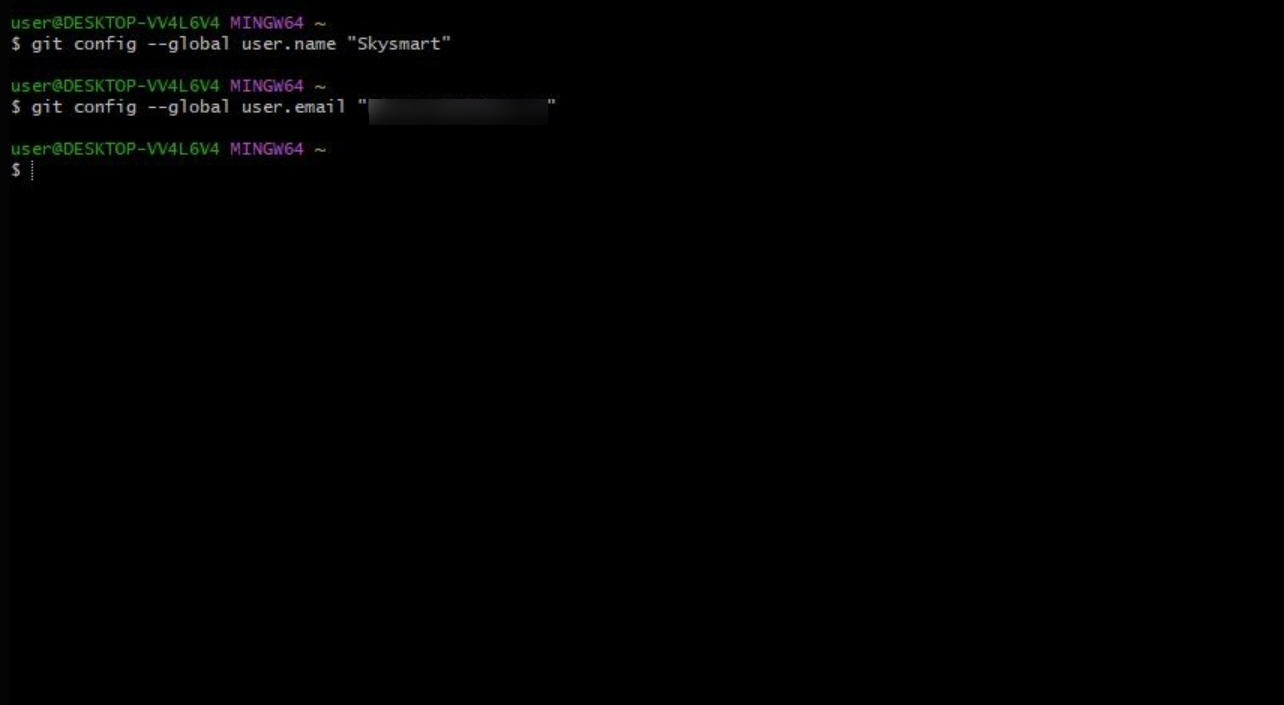 user@DESKTOP-VV4L6V4 MINGW64 ~
$ git config --global user.name "Skysmart"
user@DESKTOP-VV4L6V4 MINGW64 ~
$ git config --global user.email " "
user@DESKTOP-VV4L6V4 MINGW64 ~
$